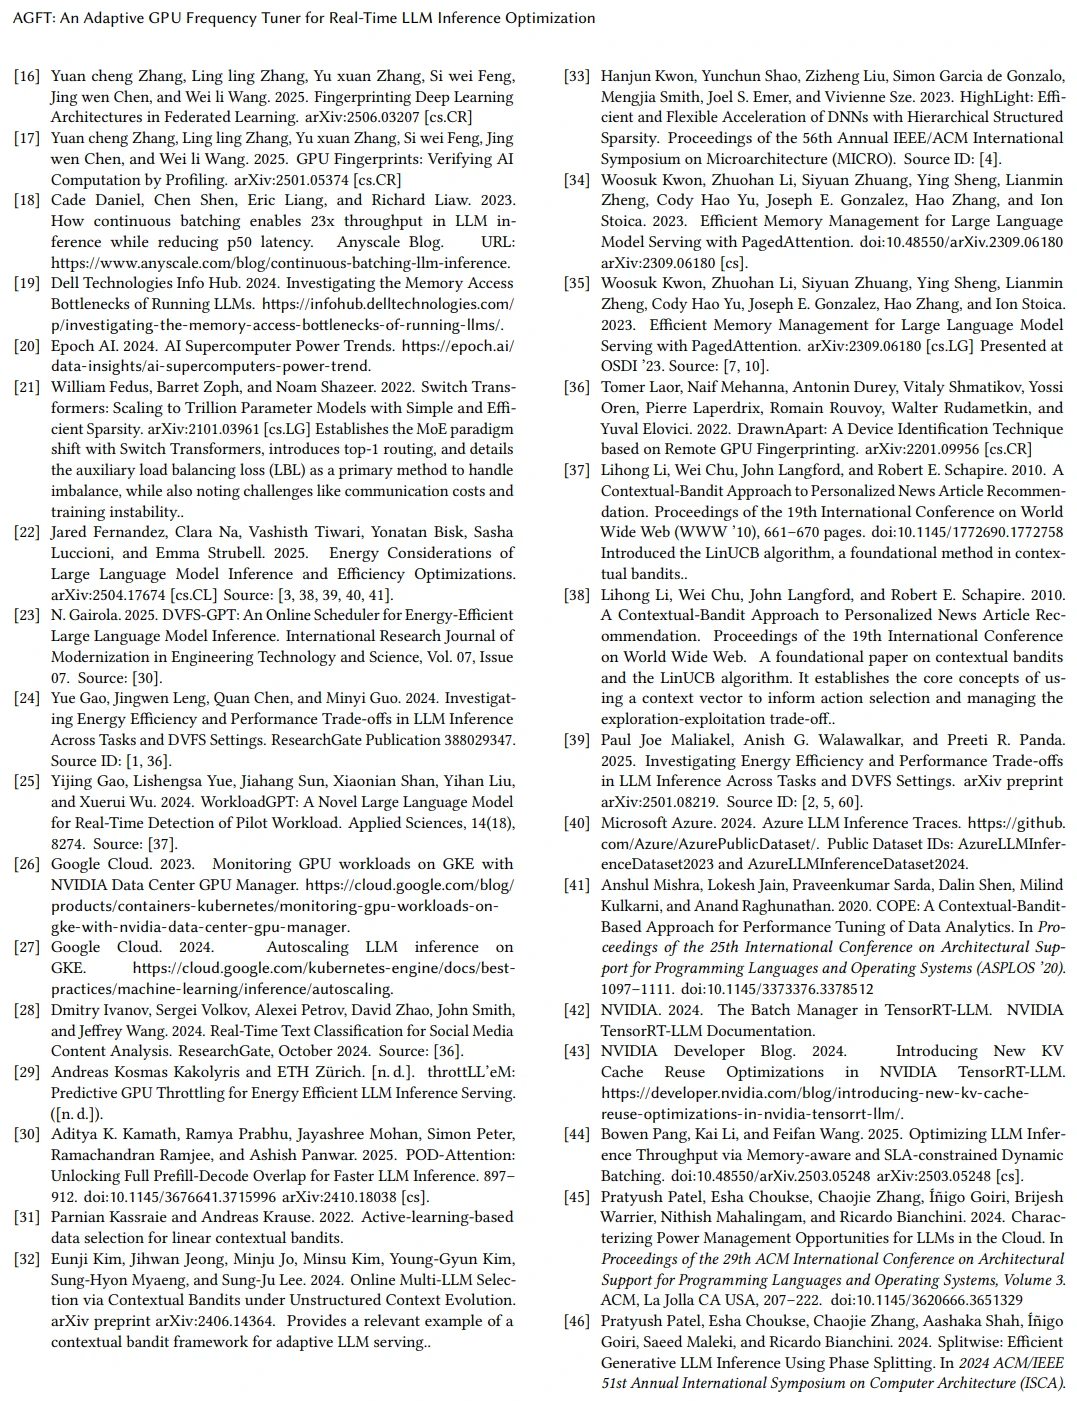 AGFT: An Adaptive GPU Frequency Tuner for Real-Time LLM Inference Optimization
[16] Yuan cheng Zhang, Ling ling Zhang, Yu xuan Zhang, Si wei Feng,
Jing wen Chen, and Wei li Wang. 2025. Fingerprinting Deep Learning
Architectures in Federated Learning. arXiv:2506.03207 [cs.CR]
[17] Yuan cheng Zhang, Ling ling Zhang, Yu xuan Zhang, Si wei Feng, Jing
wen Chen, and Wei li Wang. 2025. GPU Fingerprints: Verifying AI
Computation by Profiling. arXiv:2501.05374 [cs.CR]
[18] Cade Daniel, Chen Shen, Eric Liang, and Richard Liaw. 2023.
How continuous batching enables 23x throughput in LLM in-
ference while reducing p50 latency. Anyscale Blog. URL:
https://www.anyscale.com/blog/continuous-batching-llm-inference.
[19] Dell Technologies Info Hub. 2024. Investigating the Memory Access
Bottlenecks of Running LLMs. https://infohub.delltechnologies.com/
p/investigating-the-memory-access-bottlenecks-of-running-llms/.
[20] Epoch AI. 2024. AI Supercomputer Power Trends. https://epoch.ai/
data-insights/ai-supercomputers-power-trend.
[21] William Fedus, Barret Zoph, and Noam Shazeer. 2022. Switch Trans-
formers: Scaling to Trillion Parameter Models with Simple and Effi-
cient Sparsity. arXiv:2101.03961 [cs.LG] Establishes the MoE paradigm
shift with Switch Transformers, introduces top-1 routing, and details
the auxiliary load balancing loss (LBL) as a primary method to handle
imbalance, while also noting challenges like communication costs and
training instability..
[22] Jared Fernandez, Clara Na, Vashisth Tiwari, Yonatan Bisk, Sasha
Luccioni, and Emma Strubell. 2025. Energy Considerations of
Large Language Model Inference and Efficiency Optimizations.
arXiv:2504.17674 [cs.CL] Source: [3, 38, 39, 40, 41].
[23] N. Gairola. 2025. DVFS-GPT: An Online Scheduler for Energy-Efficient
Large Language Model Inference. International Research Journal of
Modernization in Engineering Technology and Science, Vol. 07, Issue
07. Source: [30].
[24] Yue Gao, Jingwen Leng, Quan Chen, and Minyi Guo. 2024. Investigat-
ing Energy Efficiency and Performance Trade-offs in LLM Inference
Across Tasks and DVFS Settings. ResearchGate Publication 388029347.
Source ID: [1, 36].
[25] Yijing Gao, Lishengsa Yue, Jiahang Sun, Xiaonian Shan, Yihan Liu,
and Xuerui Wu. 2024. WorkloadGPT: A Novel Large Language Model
for Real-Time Detection of Pilot Workload. Applied Sciences, 14(18),
8274. Source: [37].
[26] Google Cloud. 2023. Monitoring GPU workloads on GKE with
NVIDIA Data Center GPU Manager. https://cloud.google.com/blog/
products/containers-kubernetes/monitoring-gpu-workloads-on-
gke-with-nvidia-data-center-gpu-manager.
[27] Google Cloud. 2024. Autoscaling LLM inference on
GKE. https://cloud.google.com/kubernetes-engine/docs/best-
practices/machine-learning/inference/autoscaling.
[28] Dmitry Ivanov, Sergei Volkov, Alexei Petrov, David Zhao, John Smith,
and Jeffrey Wang. 2024. Real-Time Text Classification for Social Media
Content Analysis. ResearchGate, October 2024. Source: [36].
[29] Andreas Kosmas Kakolyris and ETH Zürich. [n. d.]. throttLL'eM:
Predictive GPU Throttling for Energy Efficient LLM Inference Serving.
([n. d.]).
[30] Aditya K. Kamath, Ramya Prabhu, Jayashree Mohan, Simon Peter,
Ramachandran Ramjee, and Ashish Panwar. 2025. POD-Attention:
Unlocking Full Prefill-Decode Overlap for Faster LLM Inference. 897–
912. doi:10.1145/3676641.3715996 arXiv:2410.18038 [cs].
[31] Parnian Kassraie and Andreas Krause. 2022. Active-learning-based
data selection for linear contextual bandits.
[32] Eunji Kim, Jihwan Jeong, Minju Jo, Minsu Kim, Young-Gyun Kim,
Sung-Hyon Myaeng, and Sung-Ju Lee. 2024. Online Multi-LLM Selec-
tion via Contextual Bandits under Unstructured Context Evolution.
arXiv preprint arXiv:2406.14364. Provides a relevant example of a
contextual bandit framework for adaptive LLM serving..
[33] Hanjun Kwon, Yunchun Shao, Zizheng Liu, Simon Garcia de Gonzalo,
Mengjia Smith, Joel S. Emer, and Vivienne Sze. 2023. HighLight: Effi-
cient and Flexible Acceleration of DNNs with Hierarchical Structured
Sparsity. Proceedings of the 56th Annual IEEE/ACM International
Symposium on Microarchitecture (MICRO). Source ID: [4].
[34] Woosuk Kwon, Zhuohan Li, Siyuan Zhuang, Ying Sheng, Lianmin
Zheng, Cody Hao Yu, Joseph E. Gonzalez, Hao Zhang, and Ion
Stoica. 2023. Efficient Memory Management for Large Language
Model Serving with PagedAttention. doi:10.48550/arXiv.2309.06180
arXiv:2309.06180 [cs].
[35] Woosuk Kwon, Zhuohan Li, Siyuan Zhuang, Ying Sheng, Lianmin
Zheng, Cody Hao Yu, Joseph E. Gonzalez, Hao Zhang, and Ion Stoica.
2023. Efficient Memory Management for Large Language Model
Serving with PagedAttention. arXiv:2309.06180 [cs.LG] Presented at
OSDI '23. Source: [7, 10].
[36] Tomer Laor, Naif Mehanna, Antonin Durey, Vitaly Shmatikov, Yossi
Oren, Pierre Laperdrix, Romain Rouvoy, Walter Rudametkin, and
Yuval Elovici. 2022. DrawnApart: A Device Identification Technique
based on Remote GPU Fingerprinting. arXiv:2201.09956 [cs.CR]
[37] Lihong Li, Wei Chu, John Langford, and Robert E. Schapire. 2010. A
Contextual-Bandit Approach to Personalized News Article Recommen-
dation. Proceedings of the 19th International Conference on World
Wide Web (WWW '10), 661–670 pages. doi:10.1145/1772690.1772758
Introduced the LinUCB algorithm, a foundational method in contex-
tual bandits..
[38] Lihong Li, Wei Chu, John Langford, and Robert E. Schapire. 2010.
A Contextual-Bandit Approach to Personalized News Article Rec-
ommendation. Proceedings of the 19th International Conference
on World Wide Web. A foundational paper on contextual bandits
and the LinUCB algorithm. It establishes the core concepts of us-
ing a context vector to inform action selection and managing the
exploration-exploitation trade-off..
[39] Paul Joe Maliakel, Anish G. Walawalkar, and Preeti R. Panda.
2025. Investigating Energy Efficiency and Performance Trade-offs
in LLM Inference Across Tasks and DVFS Settings. arXiv preprint
arXiv:2501.08219. Source ID: [2, 5, 60].
[40] Microsoft Azure. 2024. Azure LLM Inference Traces. https://github.
com/Azure/AzurePublicDataset/. Public Dataset IDs: AzureLLMInfer-
enceDataset2023 and AzureLLMInferenceDataset2024.
[41] Anshul Mishra, Lokesh Jain, Praveenkumar Sarda, Dalin Shen, Milind
Kulkarni, and Anand Raghunathan. 2020. COPE: A Contextual-Bandit-
Based Approach for Performance Tuning of Data Analytics. In Pro-
ceedings of the 25th International Conference on Architectural Sup-
port for Programming Languages and Operating Systems (ASPLOS '20).
1097–1111. doi:10.1145/3373376.3378512
[42] NVIDIA. 2024. The Batch Manager in TensorRT-LLM. NVIDIA
TensorRT-LLM Documentation.
[43] NVIDIA Developer Blog. 2024. Introducing New KV
Cache Reuse Optimizations in NVIDIA TensorRT-LLM.
https://developer.nvidia.com/blog/introducing-new-kv-cache-
reuse-optimizations-in-nvidia-tensorrt-llm/.
[44] Bowen Pang, Kai Li, and Feifan Wang. 2025. Optimizing LLM Infer-
ence Throughput via Memory-aware and SLA-constrained Dynamic
Batching. doi:10.48550/arXiv.2503.05248 arXiv:2503.05248 [cs].
[45] Pratyush Patel, Esha Choukse, Chaojie Zhang, Íñigo Goiri, Brijesh
Warrier, Nithish Mahalingam, and Ricardo Bianchini. 2024. Charac-
terizing Power Management Opportunities for LLMs in the Cloud. In
Proceedings of the 29th ACM International Conference on Architectural
Support for Programming Languages and Operating Systems, Volume 3.
ACM, La Jolla CA USA, 207–222. doi:10.1145/3620666.3651329
[46] Pratyush Patel, Esha Choukse, Chaojie Zhang, Aashaka Shah, Íñigo
Goiri, Saeed Maleki, and Ricardo Bianchini. 2024. Splitwise: Efficient
Generative LLM Inference Using Phase Splitting. In 2024 ACM/IEEE
51st Annual International Symposium on Computer Architecture (ISCA).